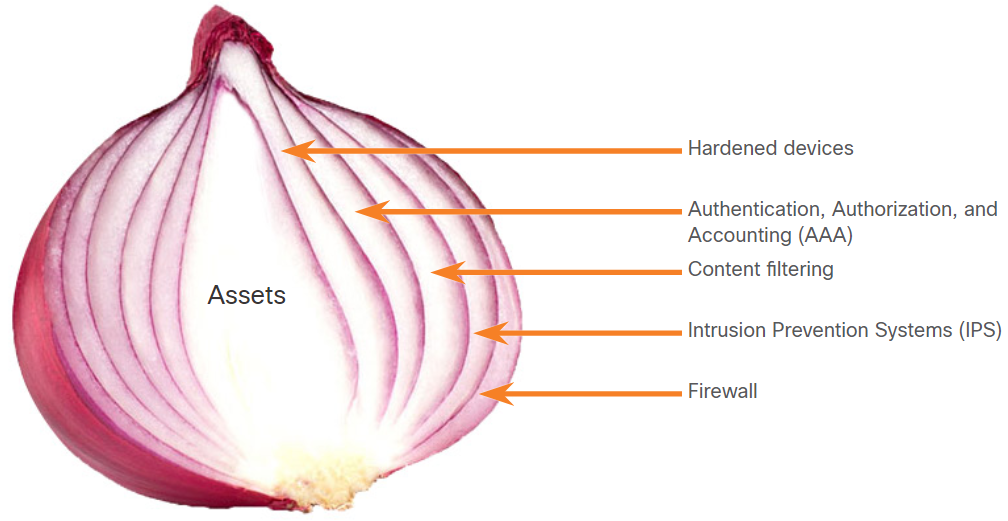 Hardened devices
Authentication, Authorization, and
Accounting (AAA)
Content filtering
Assets
Intrusion Prevention Systems (IPS)
Firewall